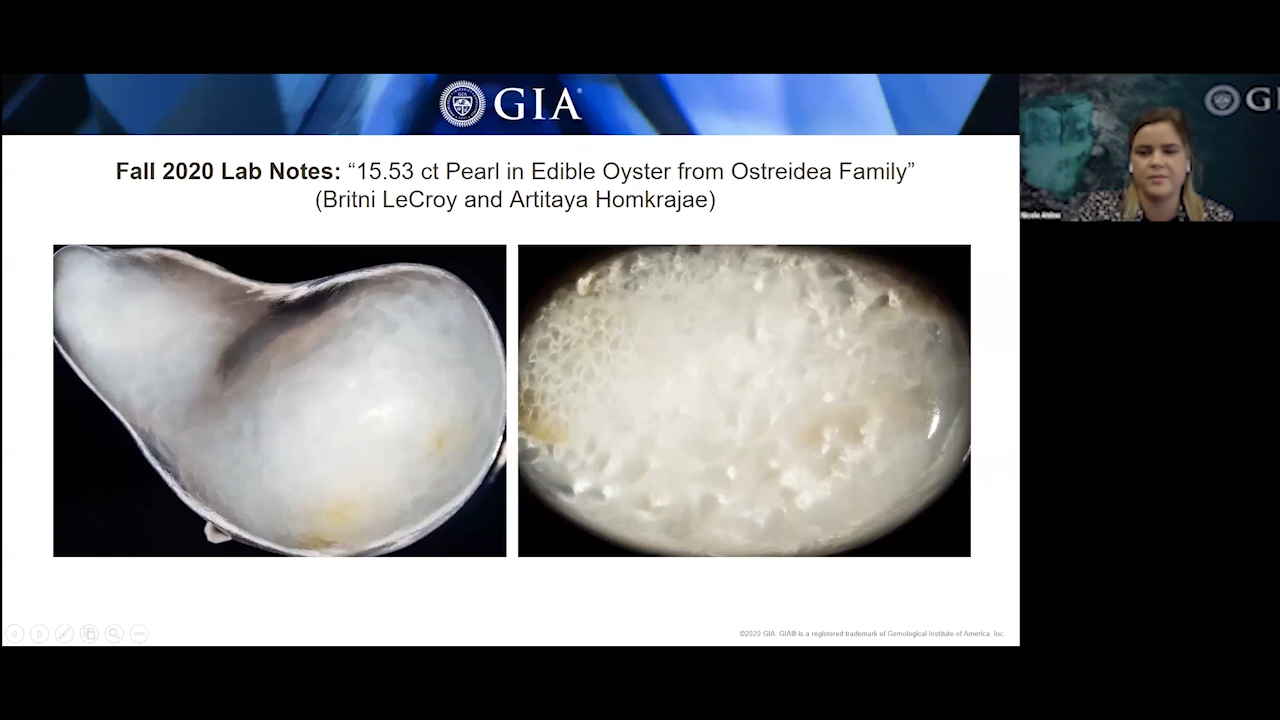 GIA®
GI
Fall 2020 Lab Notes: “15.53 ct Pearl in Edible Oyster from Ostreidea Family”
(Britni LeCroy and Artitaya Homkrajae)
©2020 GIA. GIA® is a registered trademark of Gemological Institute of America, Inc.